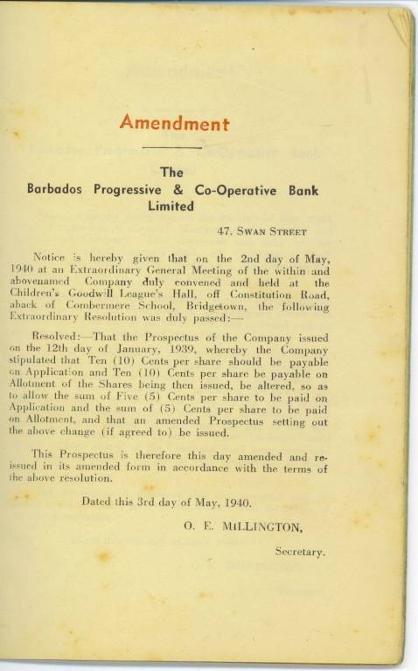 Amendment
The
Barbados Progressive & Co-Operative Bank
Limited
47, Swan Street
Notice is hereby given that on the 2nd day of May,
1940 at an Extraordinary General Meeting of the within and
abovenamed Company duly convened and held at the
Children's Goodwill League's Hall, off Constitution Road,
aback of Combermere School, Bridgetown, the following
Extraordinary Resolution was duly passed:—
Resolved:—That the Prospectus of the Company issued
on the 12th day of January, 1939, whereby the Company
stipulated that Ten (10) Cents per share should be payable
on Application and Ten (10) Cents per share be payable on
Allotment of the Shares being then issued, be altered, so as
to allow the sum of Five (5) Cents per share to be paid on
Application and the sum of (5) Cents per share to be paid
on Allotment, and that an amended Prospectus setting out
the above change (if agreed to) be issued.
This Prospectus is therefore this day amended and re-
issued in its amended form in accordance with the terms of
the above resolution.
Dated this 3rd day of May, 1940.
O. E. MILLINGTON,
Secretary.